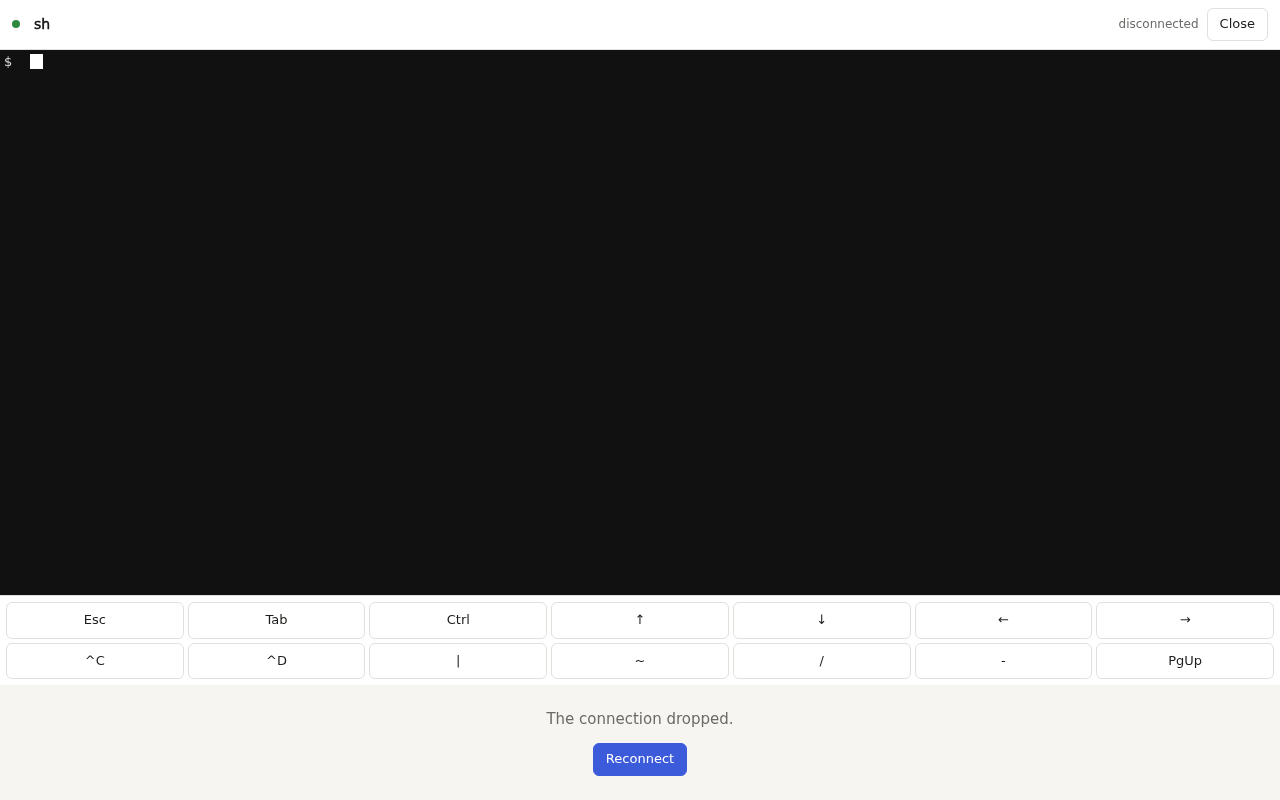 sh disconnected Close
$
Esc Tab Ctrl ↑ ↓ ← →
^C ^D | ~ / - PgUp
The connection dropped.
Reconnect